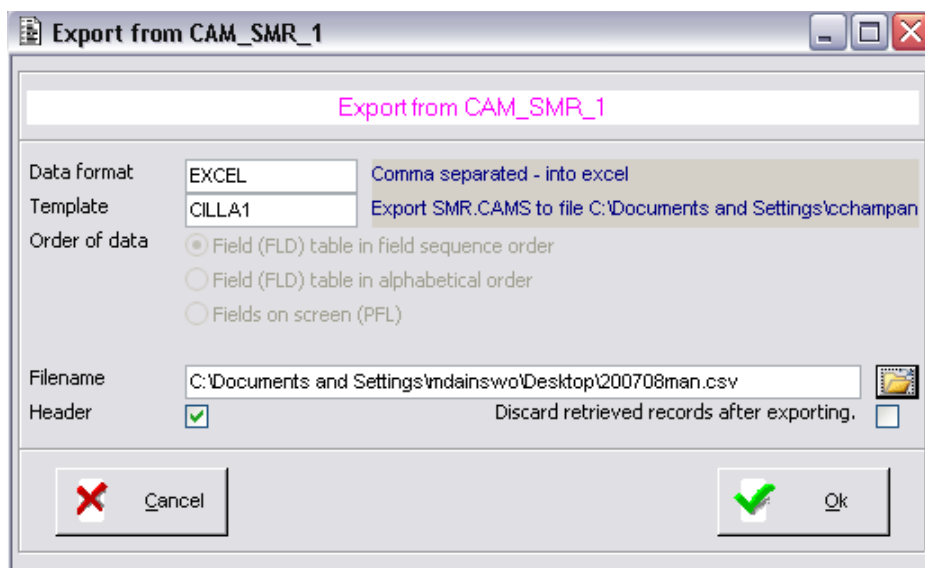 Export from CAM_SMR_1
Export from CAM_SMR_1
Data format EXCEL Comma separated - into excel
Template CILLA1 Export SMR.CAMS to file C:\Documents and Settings\cchampan
Order of data Field (FLD) table in field sequence order
Field (FLD) table in alphabetical order
Fields on screen (PFL)
Filename C:\Documents and Settings\mdainswo\Desktop\200708man.csv
Header Discard retrieved records after exporting.
Cancel Ok